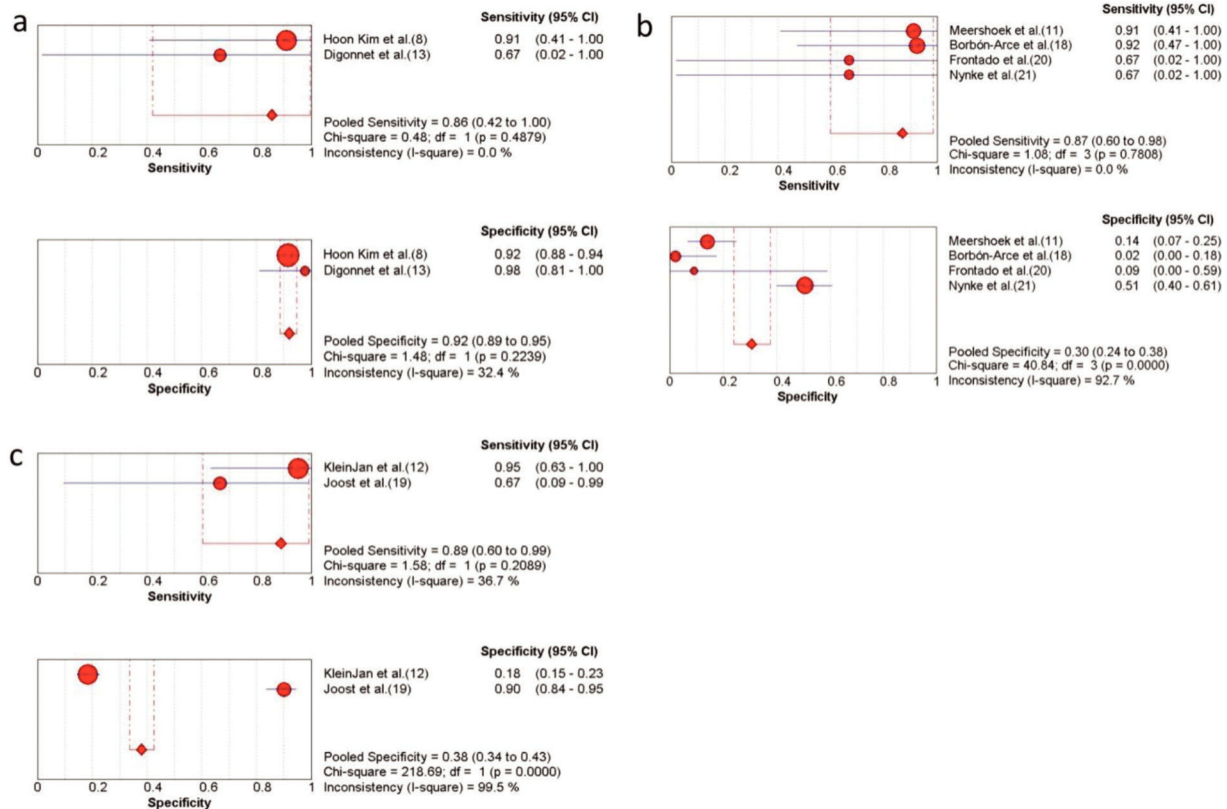 a
Sensitivity (95% CI)
Hoon Kim et al.(8) 0.91 (0.41 - 1.00
Digonnet et al.(13) 0.67 (0.02 - 1.00
Pooled Sensitivity = 0.86 (0.42 to 1.00)
Chi-square = 0.48; df = 1 (p = 0.4879)
Inconsistency (I-square) = 0.0 %
0 0.2 0.4 0.6 0.8 1
Sensitivity
Specificity (95% CI)
Hoon Kim et al.(8) 0.92 (0.88 - 0.94
Digonnet et al.(13) 0.98 (0.81 - 1.00
Pooled Specificity = 0.92 (0.89 to 0.95)
Chi-square = 1.48; df = 1 (p = 0.2239)
Inconsistency (I-square) = 32.4 %
0 0.2 0.4 0.6 0.8 1
Specificity
b
Sensitivity (95% CI)
Meershoek et al.(11) 0.91 (0.41 - 1.00)
Borbón-Arce et al.(18) 0.92 (0.47 - 1.00)
Frontado et al.(20) 0.67 (0.02 - 1.00)
Nynke et al.(21) 0.67 (0.02 - 1.00)
Pooled Sensitivity = 0.87 (0.60 to 0.98)
Chi-square = 1.08; df = 3 (p = 0.7808)
Inconsistency (I-square) = 0.0 %
0 0.2 0.4 0.6 0.8 1
Sensitivity
Specificity (95% CI)
Meershoek et al.(11) 0.14 (0.07 - 0.25)
Borbón-Arce et al.(18) 0.02 (0.00 - 0.18)
Frontado et al.(20) 0.09 (0.00 - 0.59)
Nynke et al.(21) 0.51 (0.40 - 0.61)
Pooled Specificity = 0.30 (0.24 to 0.38)
Chi-square = 40.84; df = 3 (p = 0.0000)
Inconsistency (I-square) = 92.7 %
0 0.2 0.4 0.6 0.8 1
Specificity
c
Sensitivity (95% CI)
KleinJan et al.(12) 0.95 (0.63 - 1.00
Joost et al.(19) 0.67 (0.09 - 0.99
Pooled Sensitivity = 0.89 (0.60 to 0.99)
Chi-square = 1.58; df = 1 (p = 0.2089)
Inconsistency (I-square) = 36.7 %
0 0.2 0.4 0.6 0.8 1
Sensitivity
Specificity (95% CI)
KleinJan et al.(12) 0.18 (0.15 - 0.23
Joost et al.(19) 0.90 (0.84 - 0.95
Pooled Specificity = 0.38 (0.34 to 0.43)
Chi-square = 218.69; df = 1 (p = 0.0000)
Inconsistency (I-square) = 99.5 %
0 0.2 0.4 0.6 0.8 1
Specificity